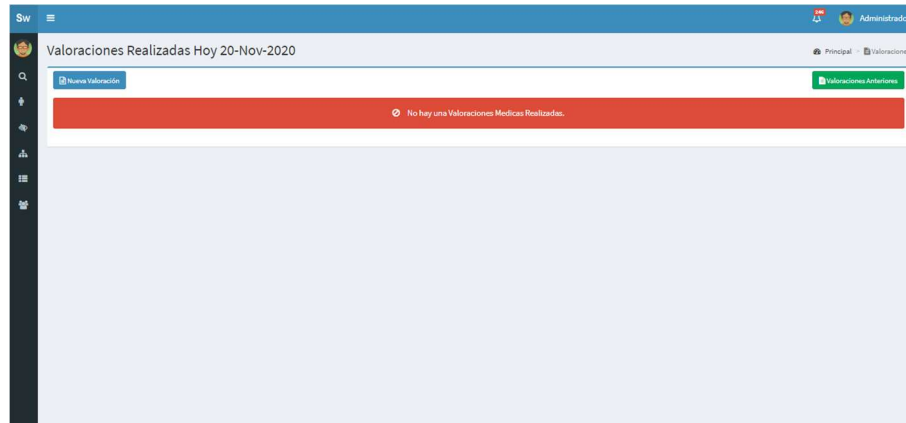 Sw
246
Administrado
Valoraciones Realizadas Hoy 20-Nov-2020
Principal > Valoracione
Nueva Valoración
Valoraciones Anteriores
No hay una Valoraciones Medicas Realizadas.